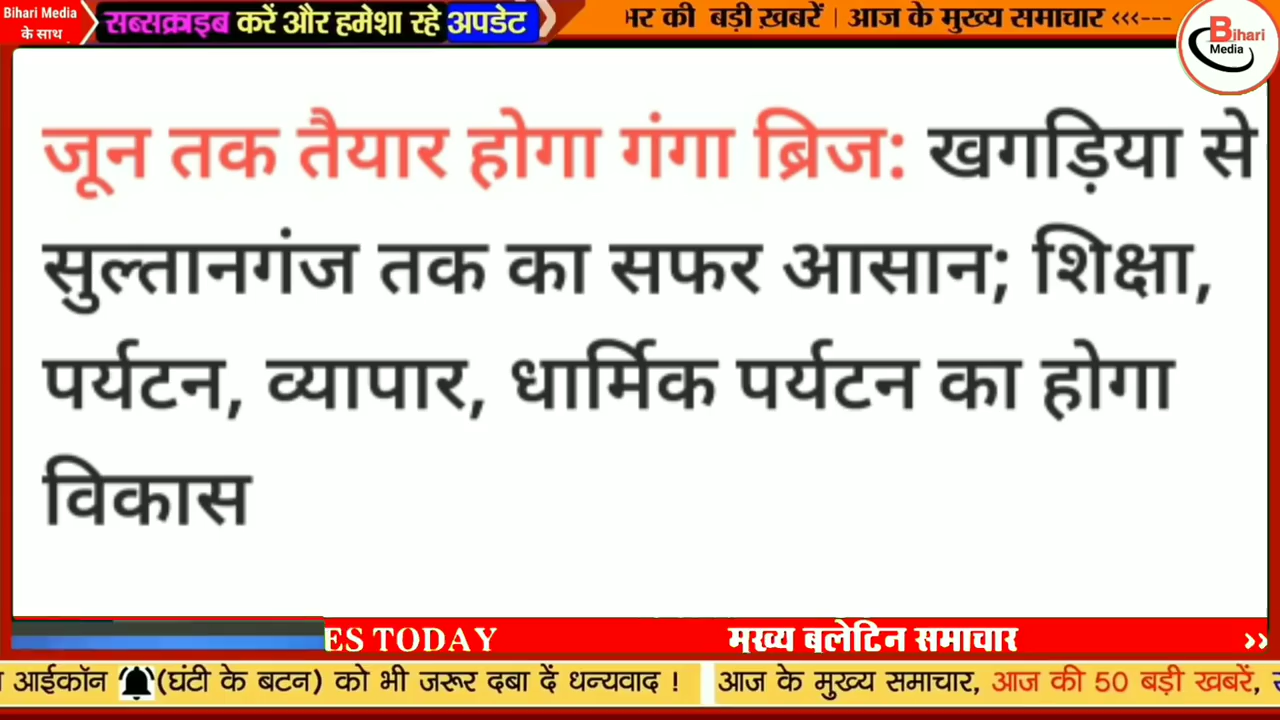 Bihari Media
के साथ
सब्सक्राइब करें और हमेशा रहे अपडेट
भर की बड़ी ख़बरें | आज के मुख्य समाचार <<<---
Bihari
Media
जून तक तैयार होगा गंगा ब्रिज: खगड़िया से
सुल्तानगंज तक का सफर आसान; शिक्षा,
पर्यटन, व्यापार, धार्मिक पर्यटन का होगा
विकास
ES TODAY मुख्य बुलेटिन समाचार >>
आईकॉन (घंटी के बटन) को भी जरूर दबा दें धन्यवाद ! आज के मुख्य समाचार, आज की 50 बड़ी खबरें,